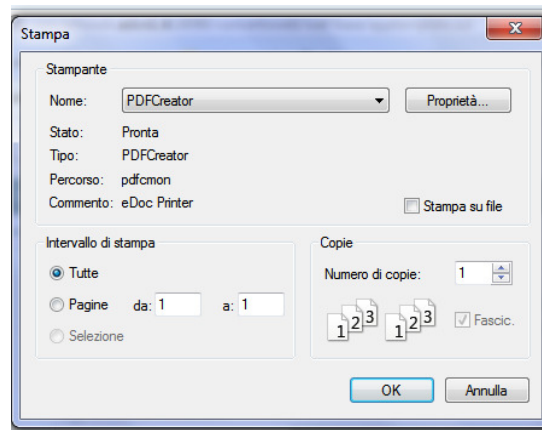 Stampa
Stampante
Nome: PDFCreator Proprietà...
Stato: Pronta
Tipo: PDFCreator
Percorso: pdfcmon
Commento: eDoc Printer Stampa su file
Intervallo di stampa Copie
Tutte Numero di copie: 1
Pagine da: 1 a: 1
1 2 3 1 2 3 Fascic.
Selezione
OK Annulla